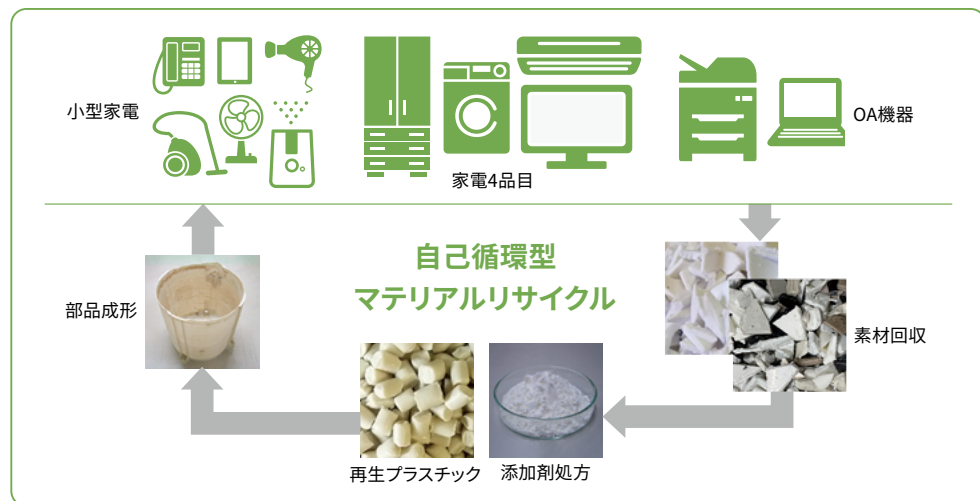 小型家電
家電4品目
OA機器
自己循環型
マテリアルリサイクル
部品成形
素材回収
再生プラスチック
添加剤処方